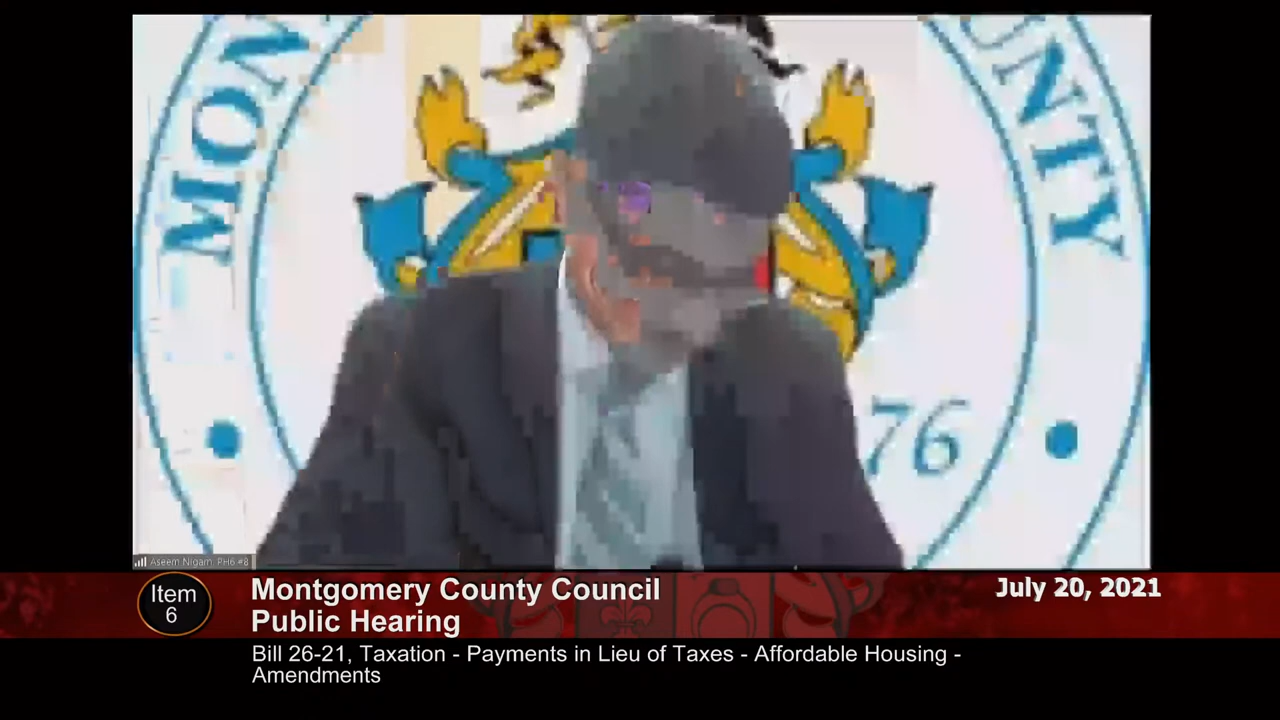 MON
UNTY
76
Aseem Nigam, PH6 #8
Item
6
Montgomery County Council
Public Hearing
July 20, 2021
Bill 26-21, Taxation - Payments in Lieu of Taxes - Affordable Housing -
Amendments